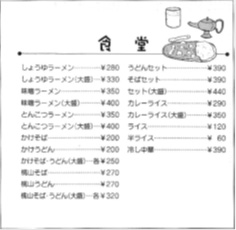 食堂
しょうゆラーメン ¥280
しょうゆラーメン(大盛) ¥330
味噌ラーメン ¥350
味噌ラーメン(大盛) ¥400
とんこつラーメン ¥350
とんこつラーメン(大盛) ¥400
かけそば ¥200
かけうどん ¥200
かけそば・うどん(大盛) 各¥250
桃山そば ¥270
桃山うどん ¥270
桃山そば・うどん(大盛) 各¥320
うどんセット ¥390
そばセット ¥390
セット(大盛) ¥440
カレーライス ¥290
カレーライス(大盛) ¥350
ライス ¥120
半ライス ¥60
冷し中華 ¥390